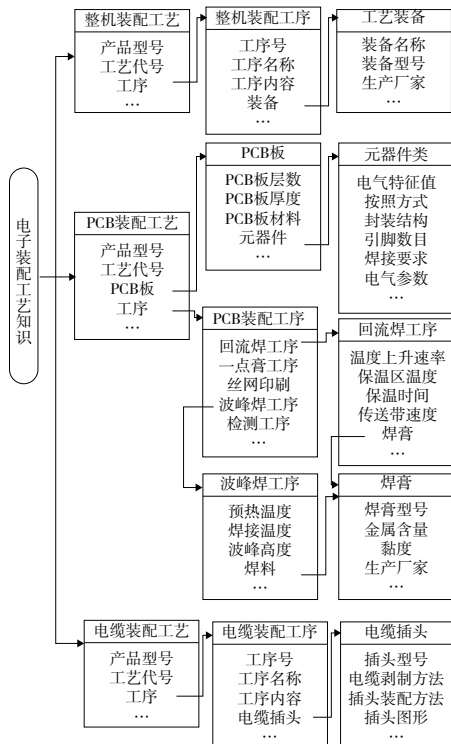 电子装配工艺知识
整机装配工艺
产品型号
工艺代号
工序
…
整机装配工序
工序号
工序名称
工序内容
装备
…
工艺装备
装备名称
装备型号
生产厂家
…
PCB装配工艺
产品型号
工艺代号
PCB板
工序
…
PCB板
PCB板层数
PCB板厚度
PCB板材料
元器件
…
元器件类
电气特征值
按照方式
封装结构
引脚数目
焊接要求
电气参数
…
PCB装配工序
回流焊工序
一点膏工序
丝网印刷
波峰焊工序
检测工序
…
回流焊工序
温度上升速率
保温区温度
保温时间
传送带速度
焊膏
…
波峰焊工序
预热温度
焊接温度
波峰高度
焊料
…
焊膏
焊膏型号
金属含量
黏度
生产厂家
…
电缆装配工艺
产品型号
工艺代号
工序
…
电缆装配工序
工序号
工序名称
工序内容
电缆插头
…
电缆插头
插头型号
电缆剥制方法
插头装配方法
插头图形
…